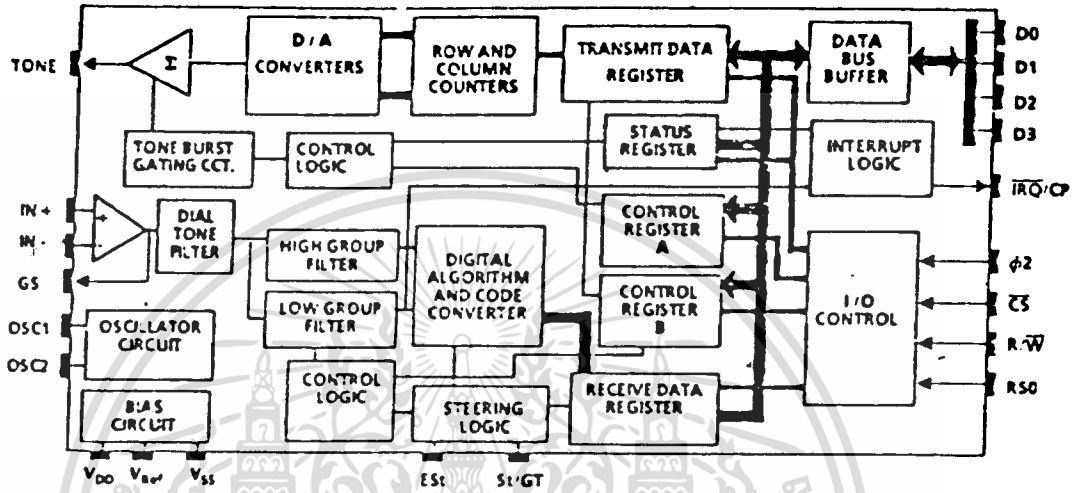 TONE
Σ
D/A
CONVERTERS
ROW AND
COLUMN
COUNTERS
TRANSMIT DATA
REGISTER
DATA
BUS
BUFFER
D0
D1
D2
D3
TONE BURST
GATING CCT.
CONTROL
LOGIC
STATUS
REGISTER
INTERRUPT
LOGIC
IRQ/CP
IN+
IN-
GS
+
-
DIAL
TONE
FILTER
HIGH GROUP
FILTER
LOW GROUP
FILTER
DIGITAL
ALGORITHM
AND CODE
CONVERTER
CONTROL
REGISTER
A
CONTROL
REGISTER
B
I/O
CONTROL
ϕ2
CS
R/W
RS0
OSC1
OSC2
OSCILLATOR
CIRCUIT
BIAS
CIRCUIT
CONTROL
LOGIC
STEERING
LOGIC
RECEIVE DATA
REGISTER
VDD
VRef
VSS
ESt
St/GT